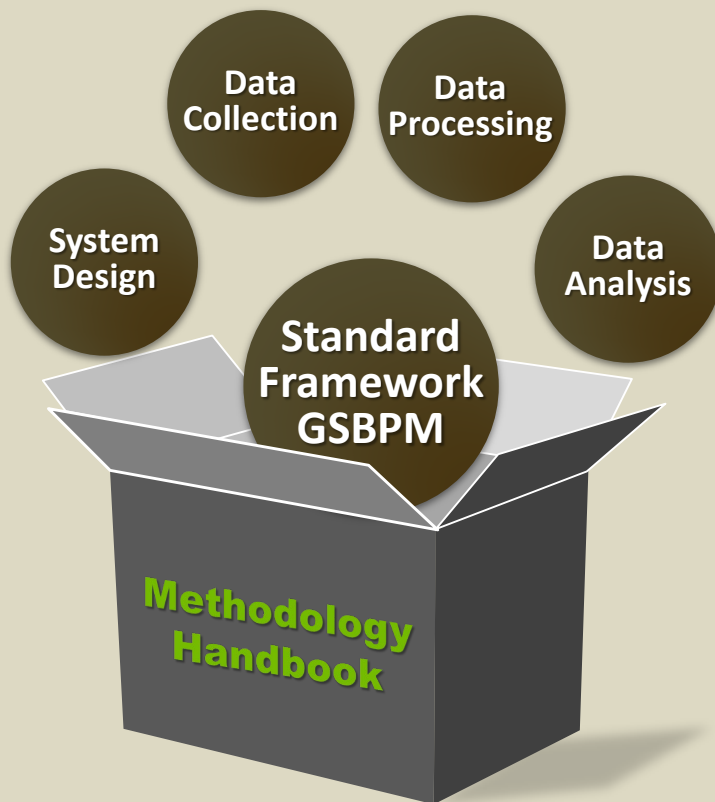 Data
Collection
Data
Processing
System
Design
Data
Analysis
Standard
Framework
GSBPM
Methodology
Handbook